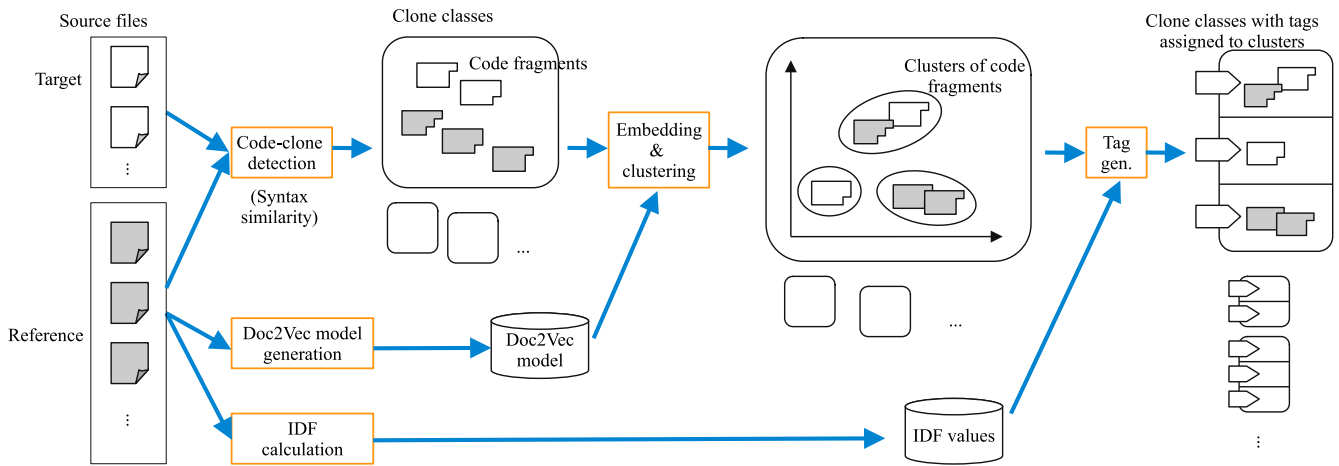 Source files
Target
⋮
Reference
⋮
Code-clone
detection
(Syntax
similarity)
Doc2Vec model
generation
IDF
calculation
Clone classes
Code fragments
...
Doc2Vec
model
Embedding
&
clustering
Clusters of code
fragments
...
IDF values
Tag
gen.
Clone classes with tags
assigned to clusters
⋮